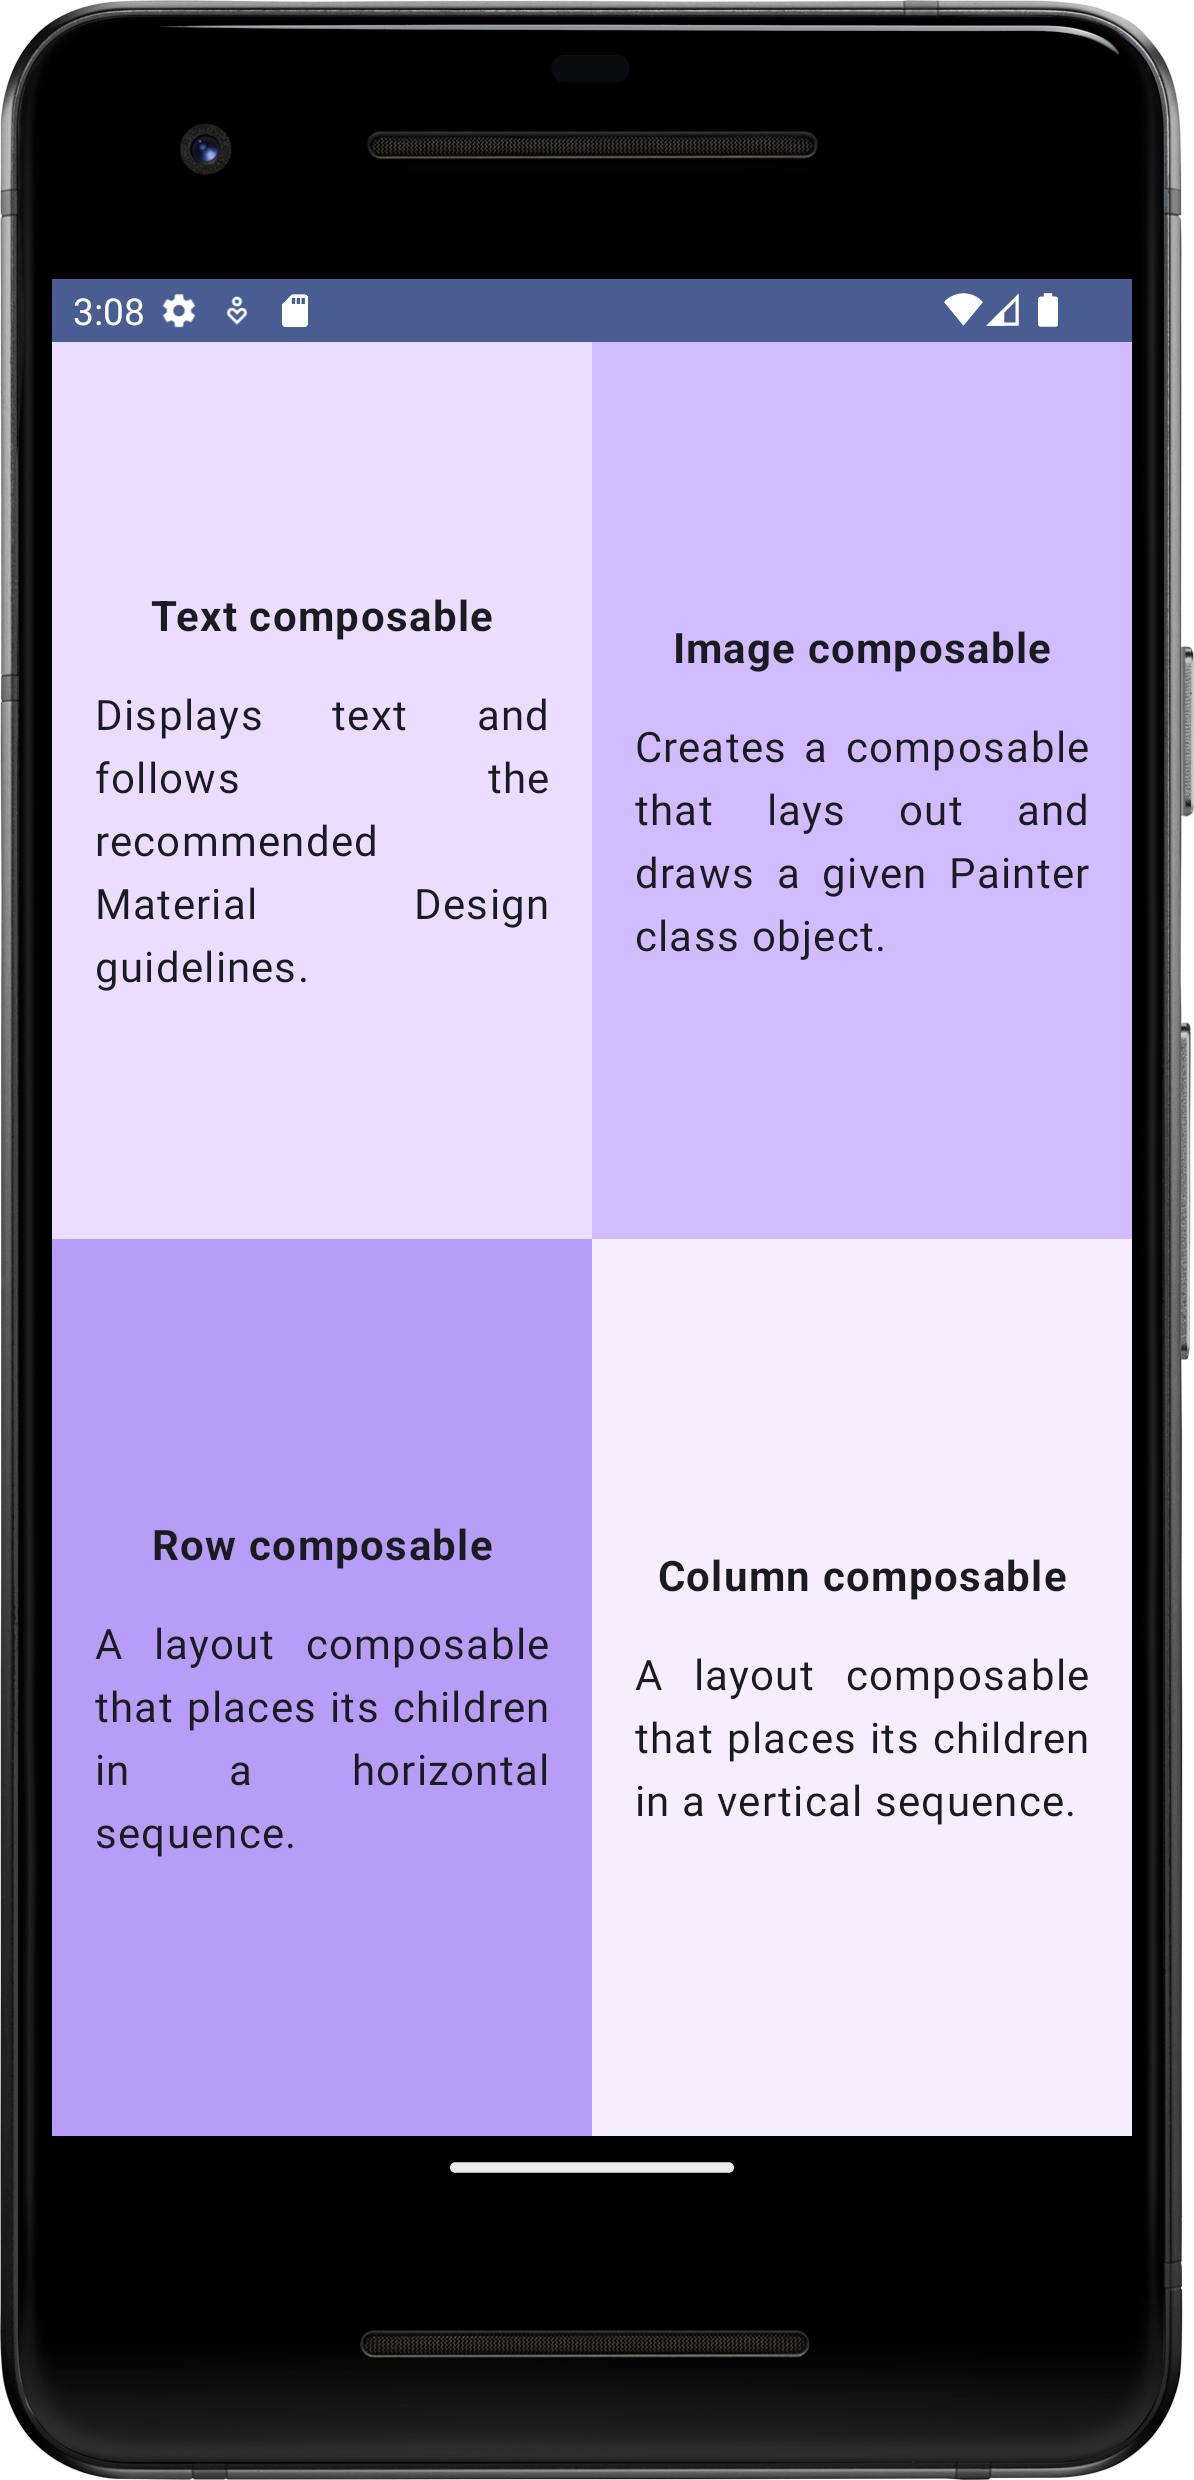 3:08
Text composable
Displays text and
follows the
recommended
Material Design
guidelines.
Image composable
Creates a composable
that lays out and
draws a given Painter
class object.
Row composable
A layout composable
that places its children
in a horizontal
sequence.
Column composable
A layout composable
that places its children
in a vertical sequence.